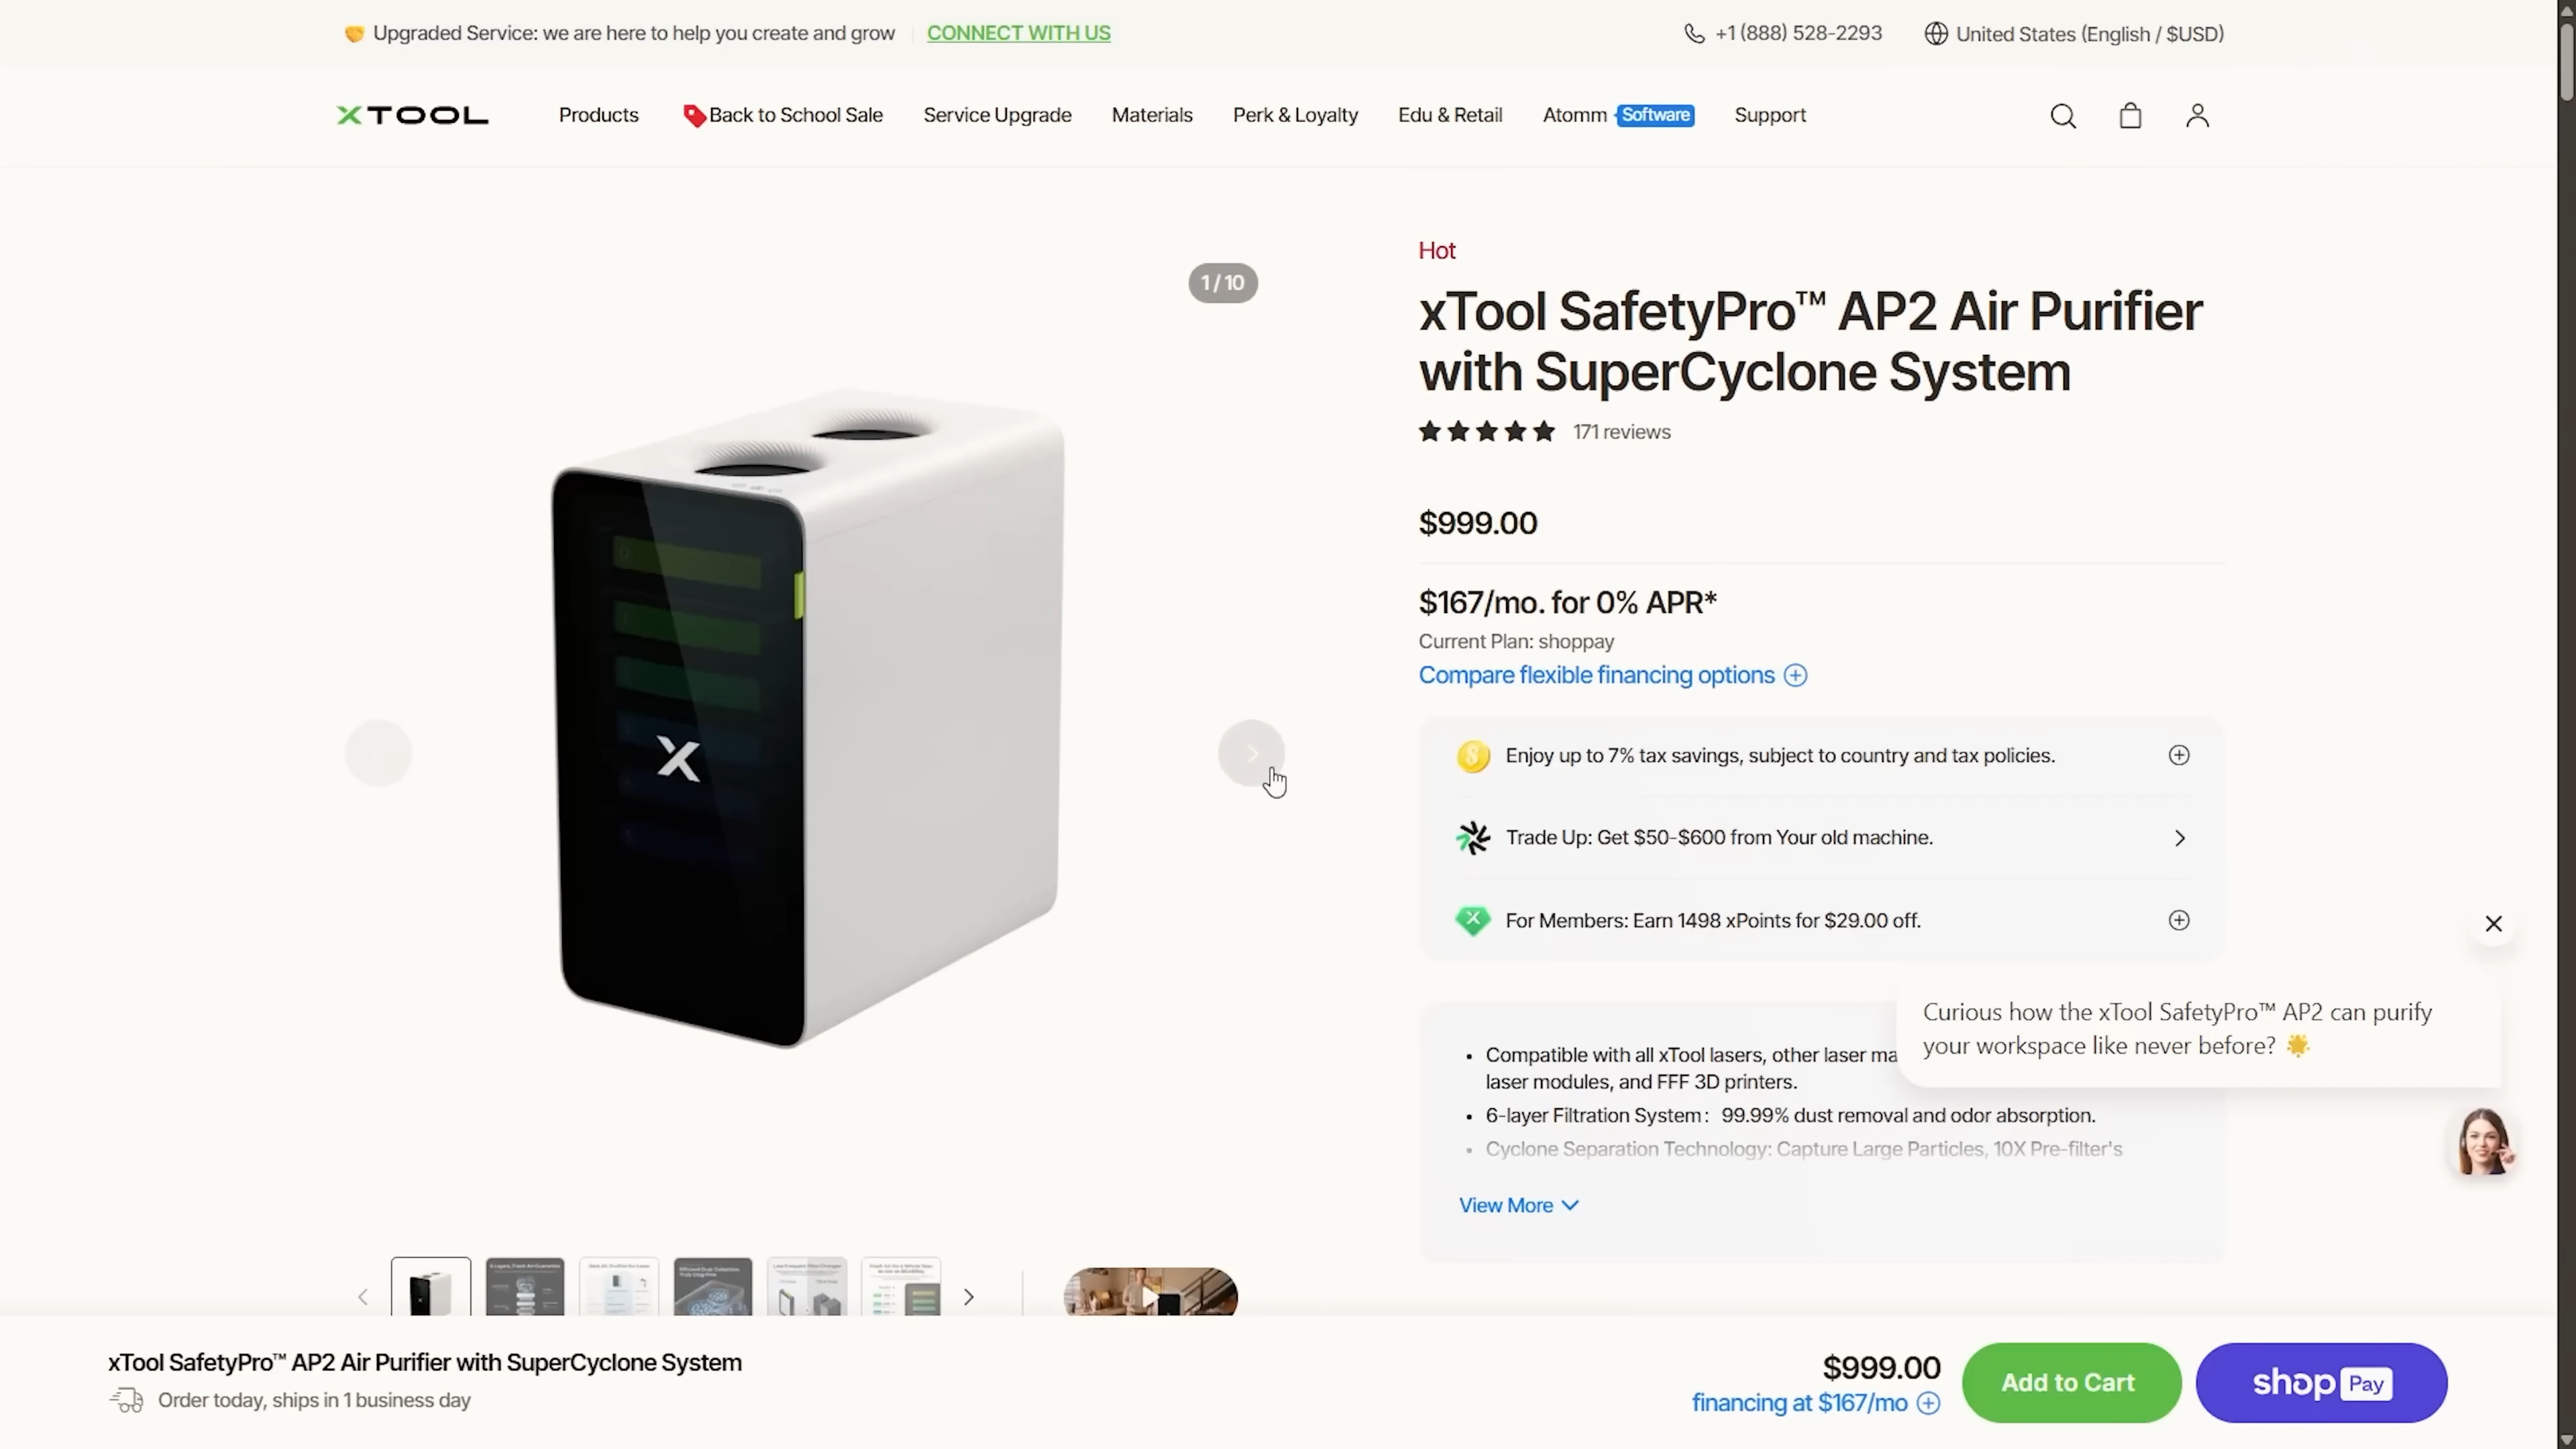 Upgraded Service: we are here to help you create and grow
CONNECT WITH US
+1 (888) 528-2293
United States (English / $USD)
XTOOL
Products
Back to School Sale
Service Upgrade
Materials
Perk & Loyalty
Edu & Retail
Atomm
Software
Support
1 / 10
X
Hot
xTool SafetyPro™ AP2 Air Purifier
with SuperCyclone System
171 reviews
$999.00
$167/mo. for 0% APR*
Current Plan: shoppay
Compare flexible financing options
Enjoy up to 7% tax savings, subject to country and tax policies.
Trade Up: Get $50-$600 from Your old machine.
For Members: Earn 1498 xPoints for $29.00 off.
Curious how the xTool SafetyPro™ AP2 can purify
your workspace like never before?
• Compatible with all xTool lasers, other laser ma
laser modules, and FFF 3D printers.
• 6-layer Filtration System： 99.99% dust removal and odor absorption.
• Cyclone Separation Technology: Capture Large Particles, 10X Pre-filter's
View More
xTool SafetyPro™ AP2 Air Purifier with SuperCyclone System
Order today, ships in 1 business day
$999.00
financing at $167/mo
Add to Cart
shop Pay